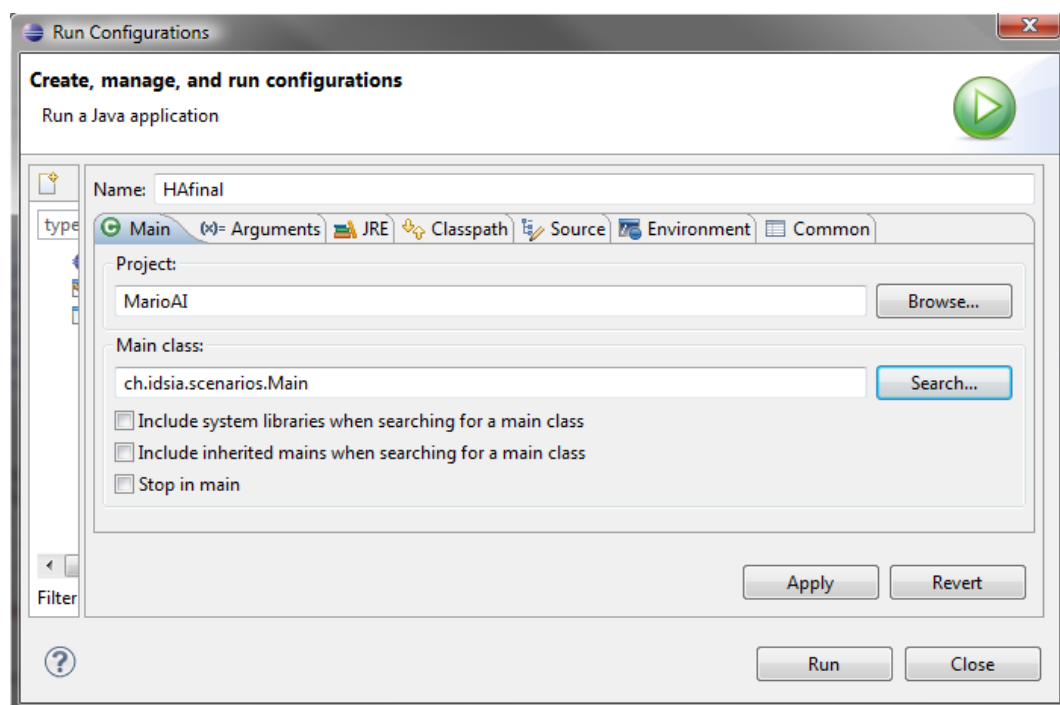 Run Configurations
Create, manage, and run configurations
Run a Java application
Name: HAfinal
type
Main (x)= Arguments JRE Classpath Source Environment Common
Project:
MarioAI Browse...
Main class:
ch.idsia.scenarios.Main Search...
Include system libraries when searching for a main class
Include inherited mains when searching for a main class
Stop in main
Apply Revert
Filter
Run Close